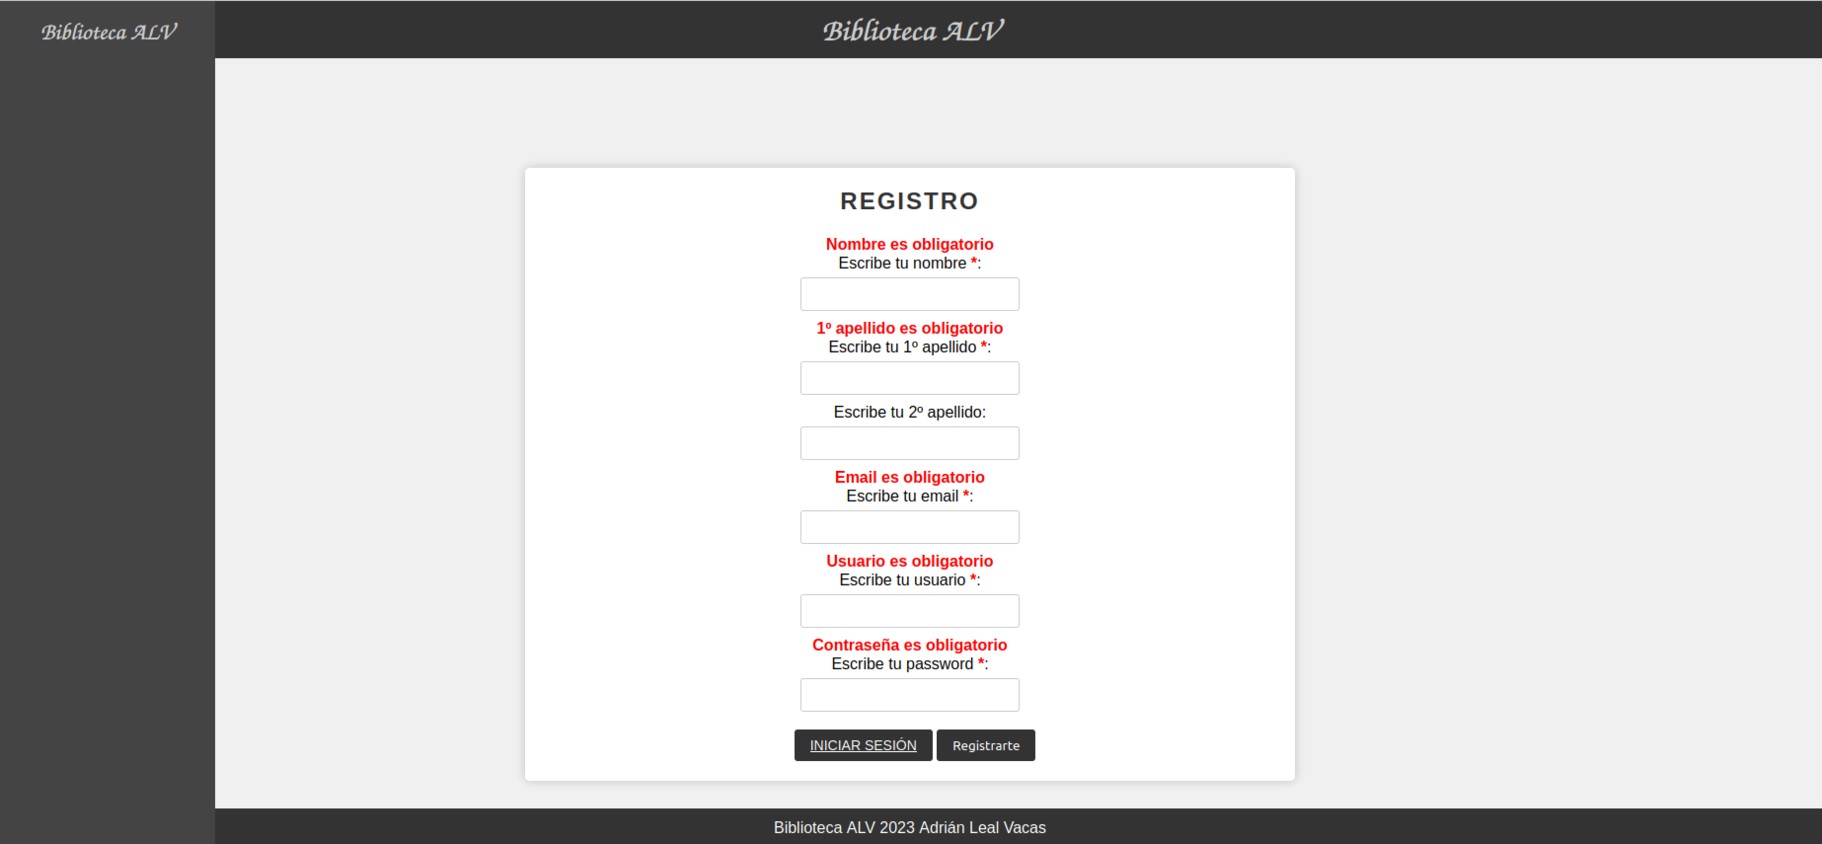 Biblioteca ALV
Biblioteca ALV
REGISTRO
Nombre es obligatorio
Escribe tu nombre *:
1º apellido es obligatorio
Escribe tu 1º apellido *:
Escribe tu 2º apellido:
Email es obligatorio
Escribe tu email *:
Usuario es obligatorio
Escribe tu usuario *:
Contraseña es obligatorio
Escribe tu password *:
INICIAR SESIÓN Registrarte
Biblioteca ALV 2023 Adrián Leal Vacas